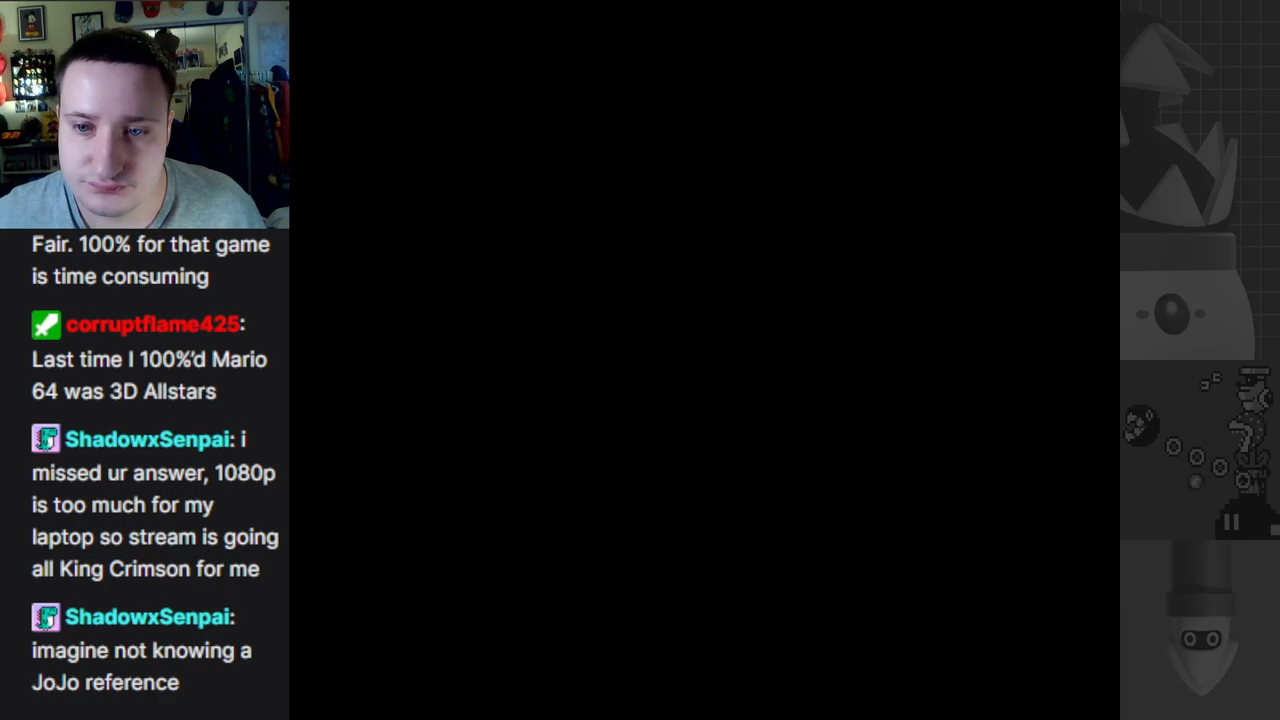 Fair. 100% for that game
is time consuming
corruptflame425:
Last time I 100%'d Mario
64 was 3D Allstars
ShadowxSenpai: i
missed ur answer, 1080p
is too much for my
laptop so stream is going
all King Crimson for me
ShadowxSenpai:
imagine not knowing a
JoJo reference